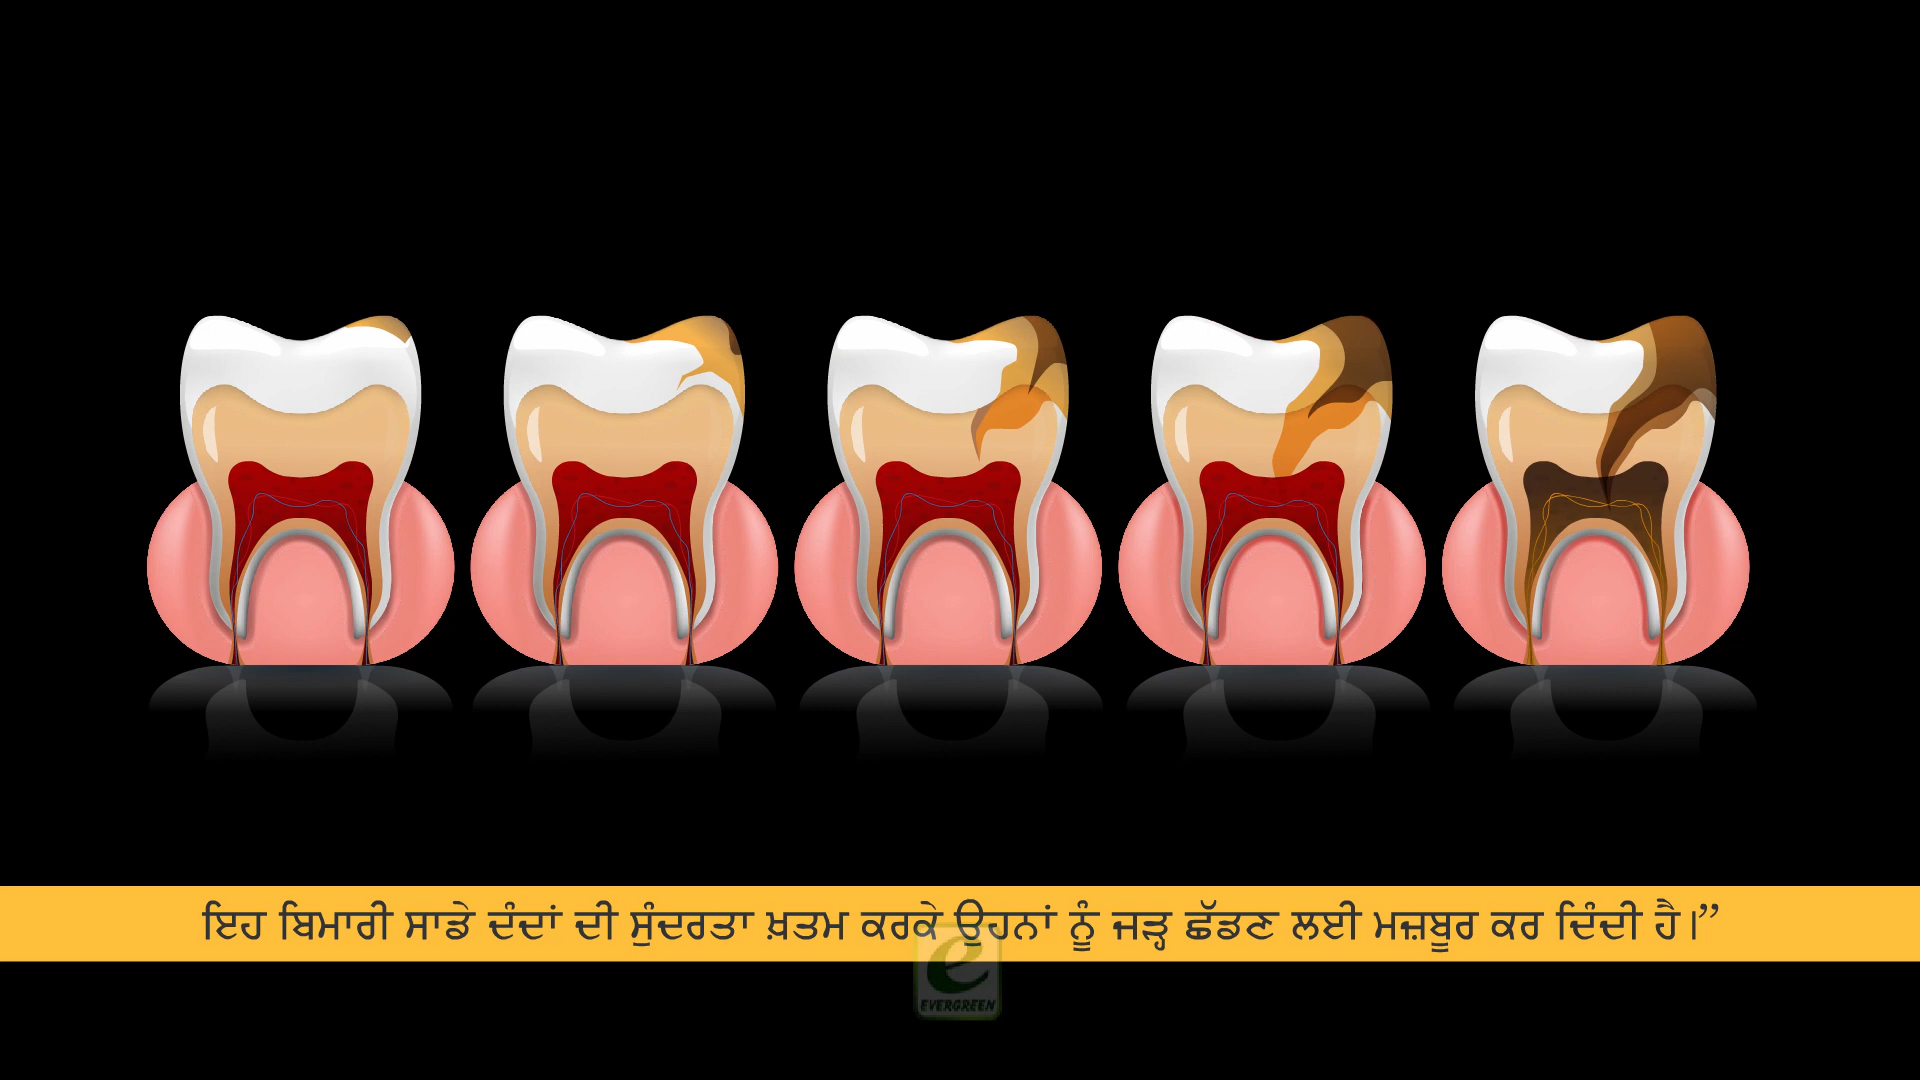 ਇਹ ਬਿਮਾਰੀ ਸਾਡੇ ਦੰਦਾਂ ਦੀ ਸੁੰਦਰਤਾ ਖ਼ਤਮ ਕਰਕੇ ਉਹਨਾਂ ਨੂੰ ਜੜ੍ਹ ਛੱਡਣ ਲਈ ਮਜ਼ਬੂਰ ਕਰ ਦਿੰਦੀ ਹੈ।”
e
EVERGREEN